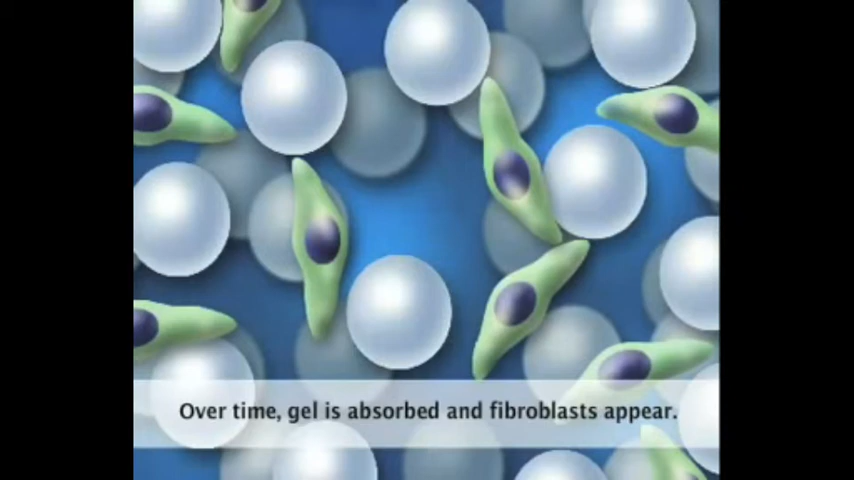 Over time, gel is absorbed and fibroblasts appear.